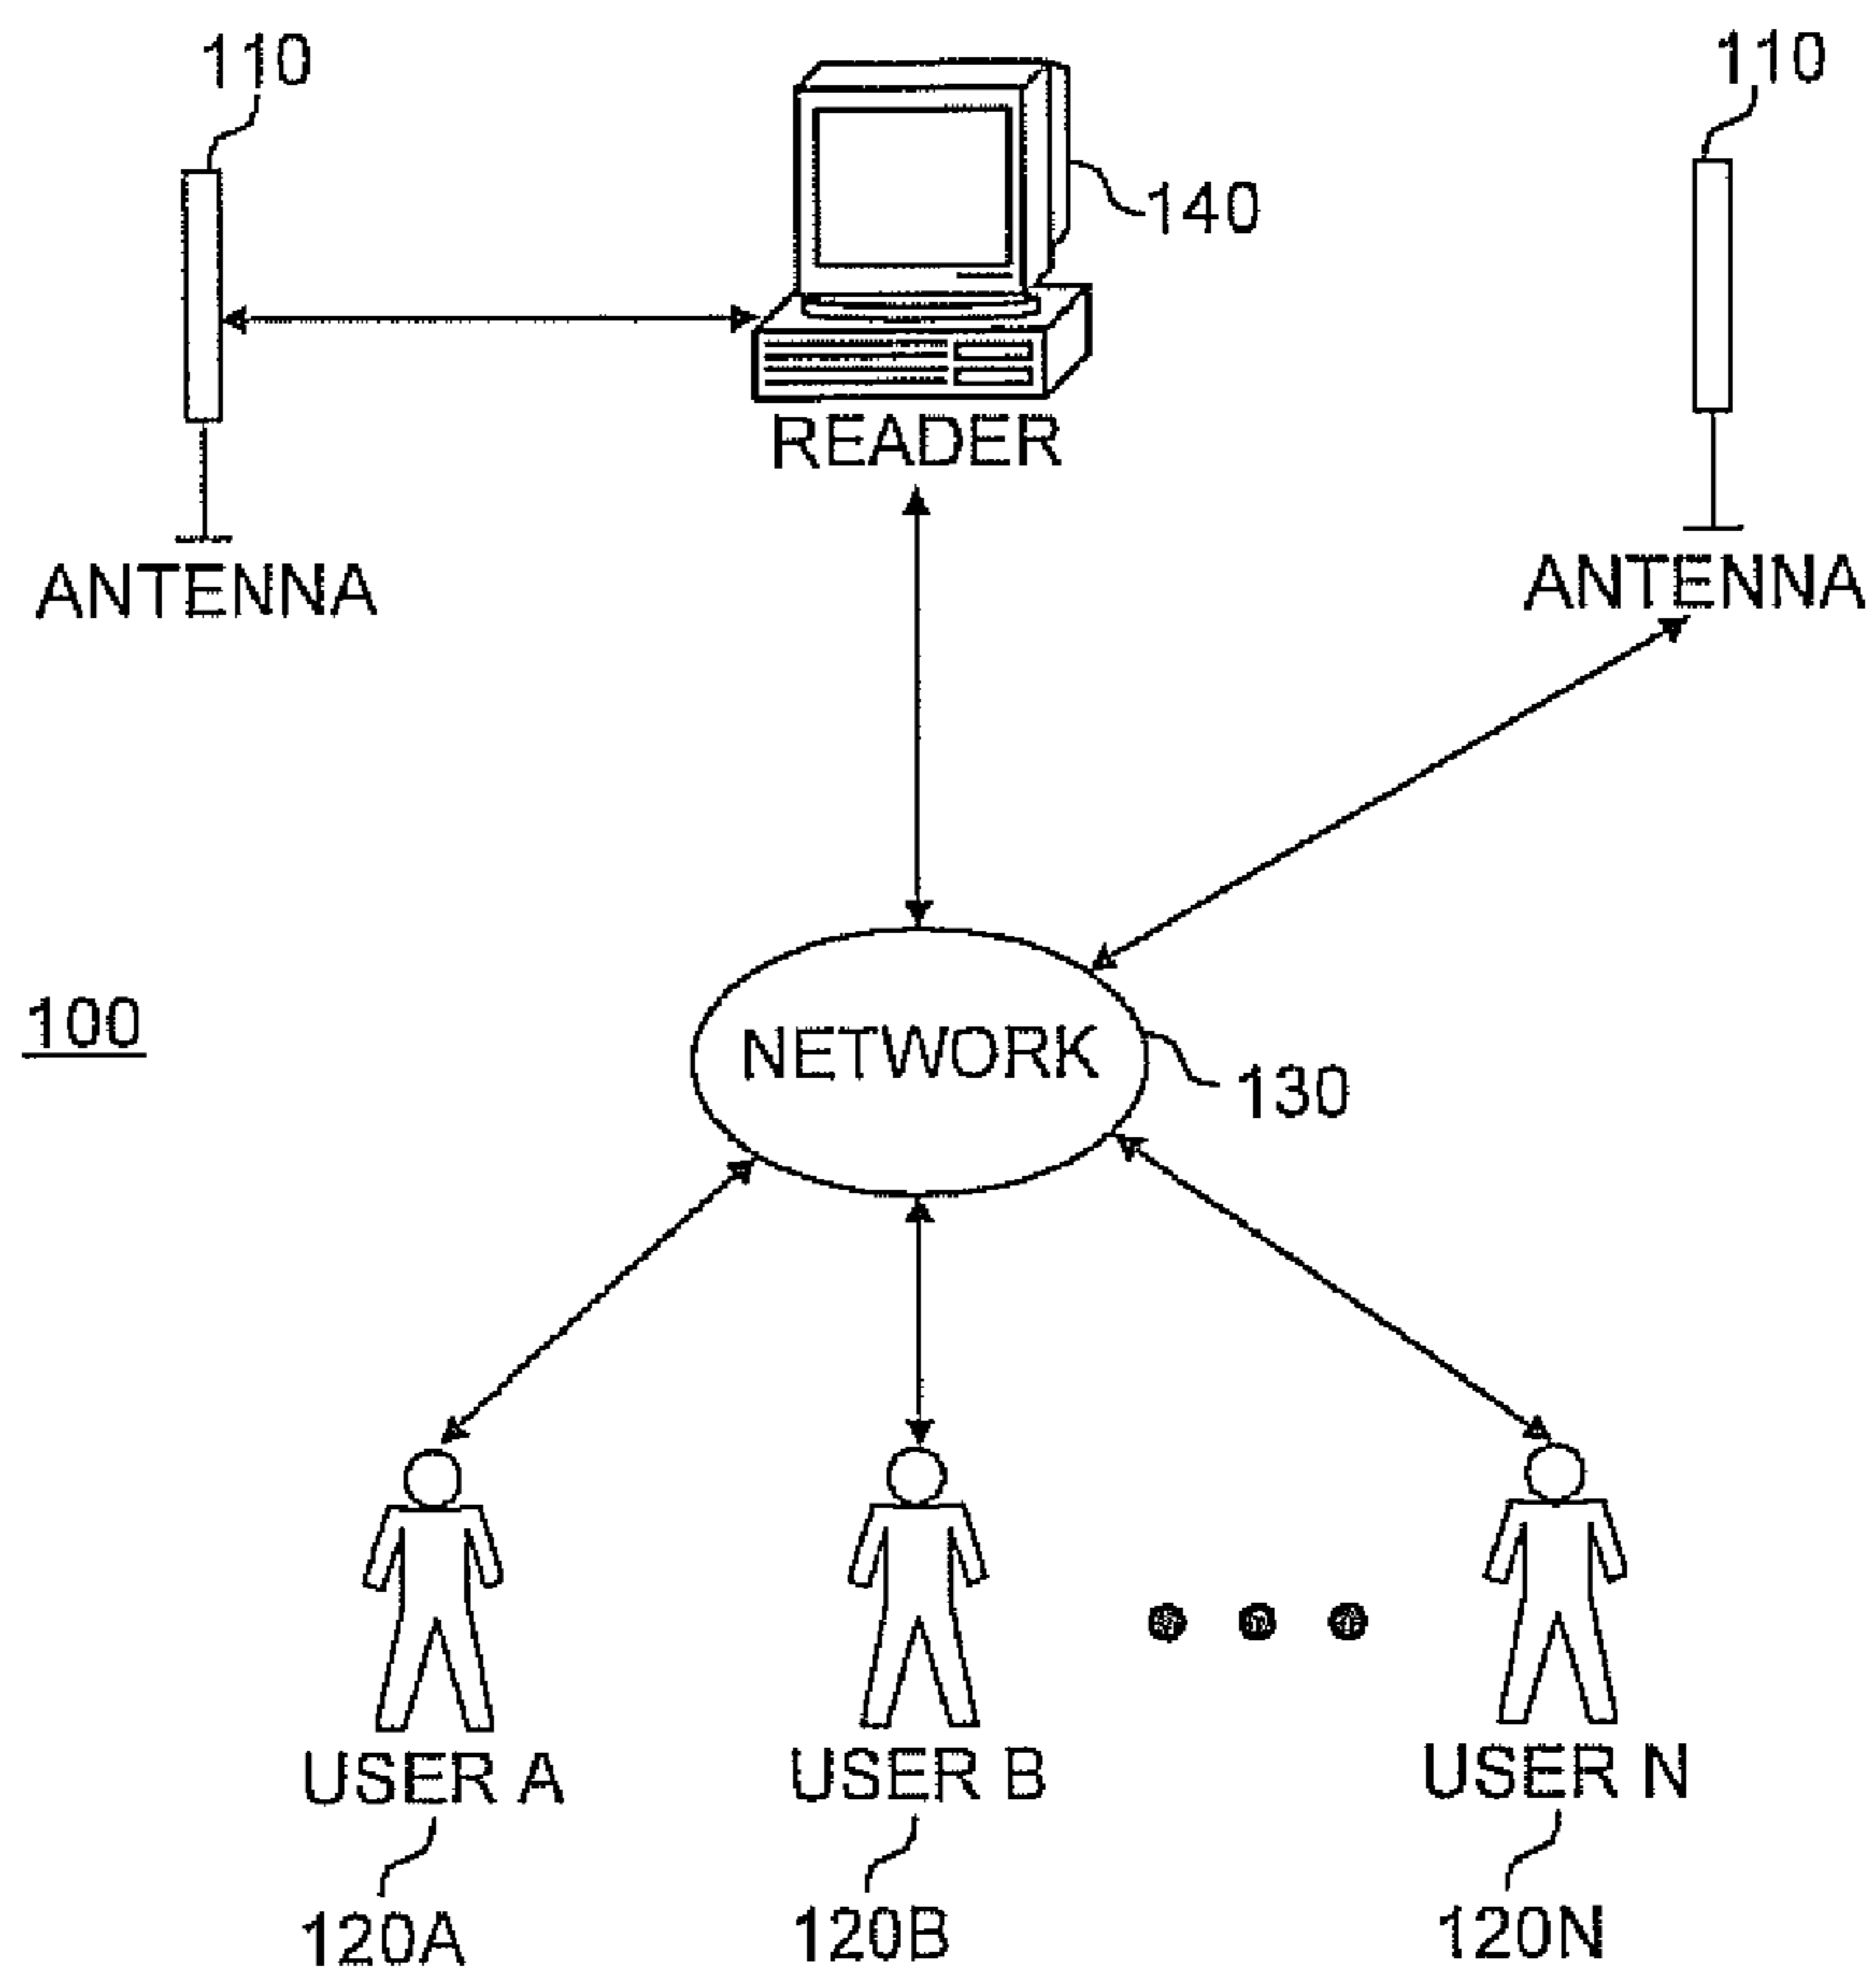 110
110
140
READER
ANTENNA
ANTENNA
100
NETWORK
130
USER A
USER B
USER N
120A
120B
120N